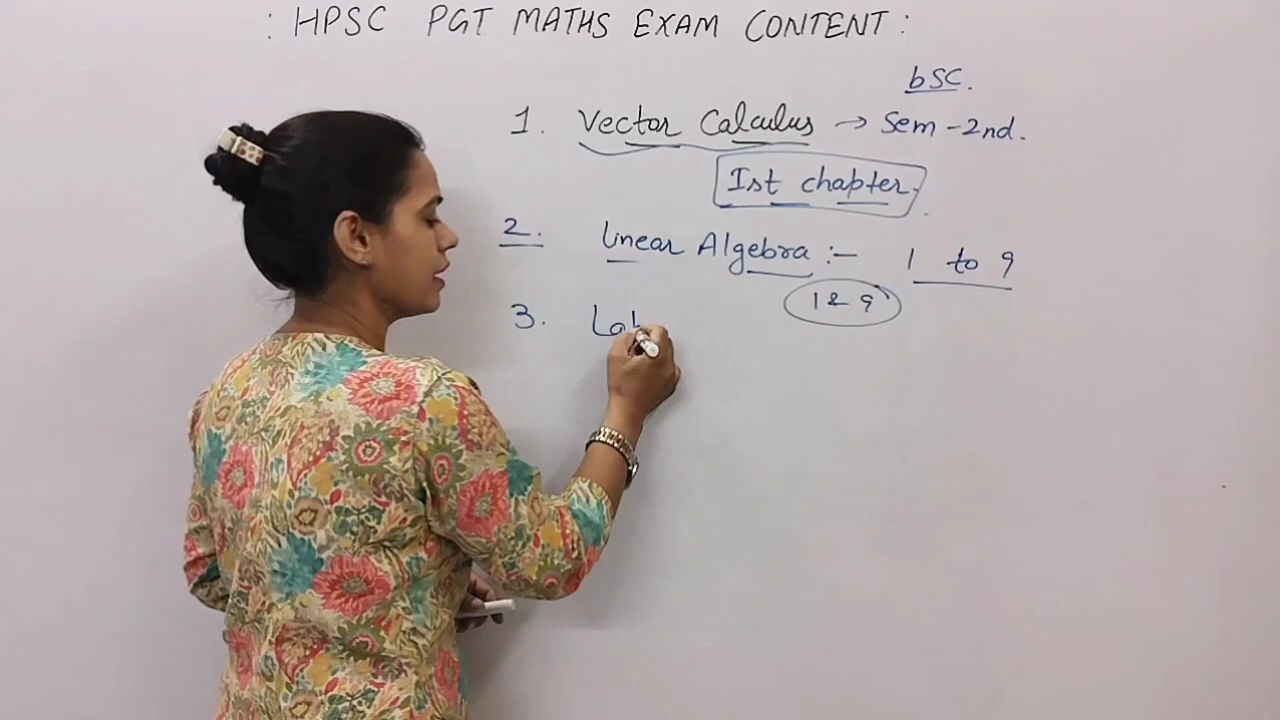 : HPSC PGT MATHS EXAM CONTENT :
bSC.
1. Vector Calculus → Sem-2nd.
Ist chapter.
2. linear Algebra :- 1 to 9
1 & 9
3.